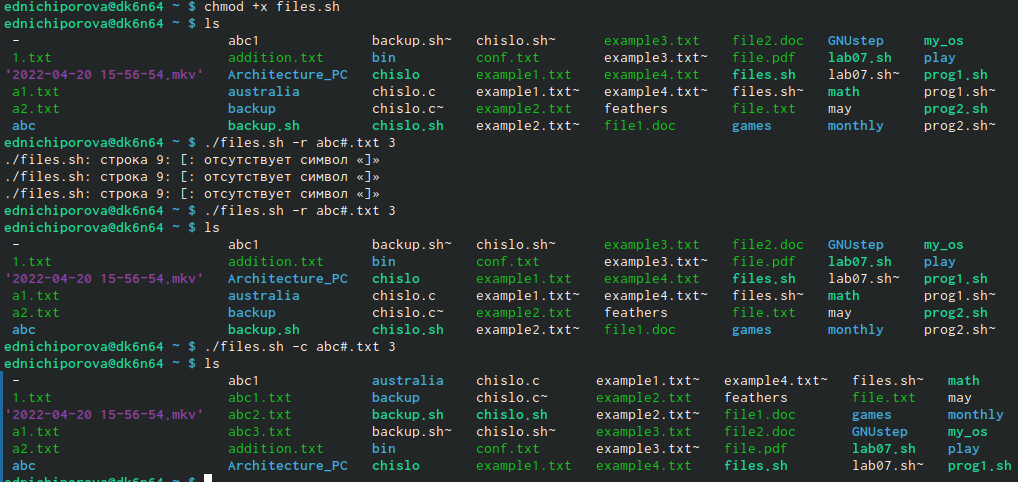 ednichiporova@dk6n64 ~ $ chmod +x files.sh
ednichiporova@dk6n64 ~ $ ls
- abc1 backup.sh~ chislo.sh~ example3.txt file2.doc GNUstep my_os
1.txt addition.txt bin conf.txt example3.txt~ file.pdf lab07.sh play
'2022-04-20 15-56-54.mkv' Architecture_PC chislo example1.txt example4.txt files.sh lab07.sh~ prog1.sh
a1.txt australia chislo.c example1.txt~ example4.txt~ files.sh~ math prog1.sh~
a2.txt backup chislo.c~ example2.txt feathers file.txt may prog2.sh
abc backup.sh chislo.sh example2.txt~ file1.doc games monthly prog2.sh~
ednichiporova@dk6n64 ~ $ ./files.sh -r abc#.txt 3
./files.sh: строка 9: [: отсутствует символ «]»
./files.sh: строка 9: [: отсутствует символ «]»
./files.sh: строка 9: [: отсутствует символ «]»
ednichiporova@dk6n64 ~ $ ./files.sh -r abc#.txt 3
ednichiporova@dk6n64 ~ $ ls
- abc1 backup.sh~ chislo.sh~ example3.txt file2.doc GNUstep my_os
1.txt addition.txt bin conf.txt example3.txt~ file.pdf lab07.sh play
'2022-04-20 15-56-54.mkv' Architecture_PC chislo example1.txt example4.txt files.sh lab07.sh~ prog1.sh
a1.txt australia chislo.c example1.txt~ example4.txt~ files.sh~ math prog1.sh~
a2.txt backup chislo.c~ example2.txt feathers file.txt may prog2.sh
abc backup.sh chislo.sh example2.txt~ file1.doc games monthly prog2.sh~
ednichiporova@dk6n64 ~ $ ./files.sh -c abc#.txt 3
ednichiporova@dk6n64 ~ $ ls
- abc1 australia chislo.c example1.txt~ example4.txt~ files.sh~ math
1.txt abc1.txt backup chislo.c~ example2.txt feathers file.txt may
'2022-04-20 15-56-54.mkv' abc2.txt backup.sh chislo.sh example2.txt~ file1.doc games monthly
a1.txt abc3.txt backup.sh~ chislo.sh~ example3.txt file2.doc GNUstep my_os
a2.txt addition.txt bin conf.txt example3.txt~ file.pdf lab07.sh play
abc Architecture_PC chislo example1.txt example4.txt files.sh lab07.sh~ prog1.sh
ednichiporova@dk6n64 ~ $